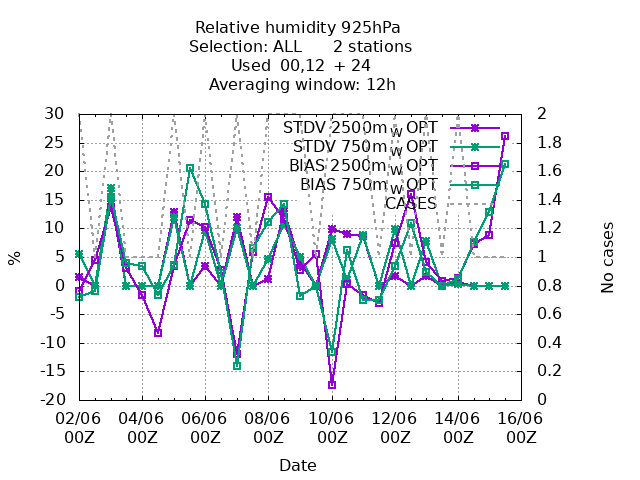 Relative humidity 925hPa
Selection: ALL 2 stations
Used 00,12 + 24
Averaging window: 12h
30 2
25 1.8
20 1.6
15 1.4
10 1.2
5 1
0 0.8
-5 0.6
-10 0.4
-15 0.2
-20 0
STDV 2500m w OPT
STDV 750m w OPT
BIAS 2500m w OPT
BIAS 750m w OPT
CASES
%
No cases
02/06 04/06 06/06 08/06 10/06 12/06 14/06 16/06
00Z 00Z 00Z 00Z 00Z 00Z 00Z 00Z
Date